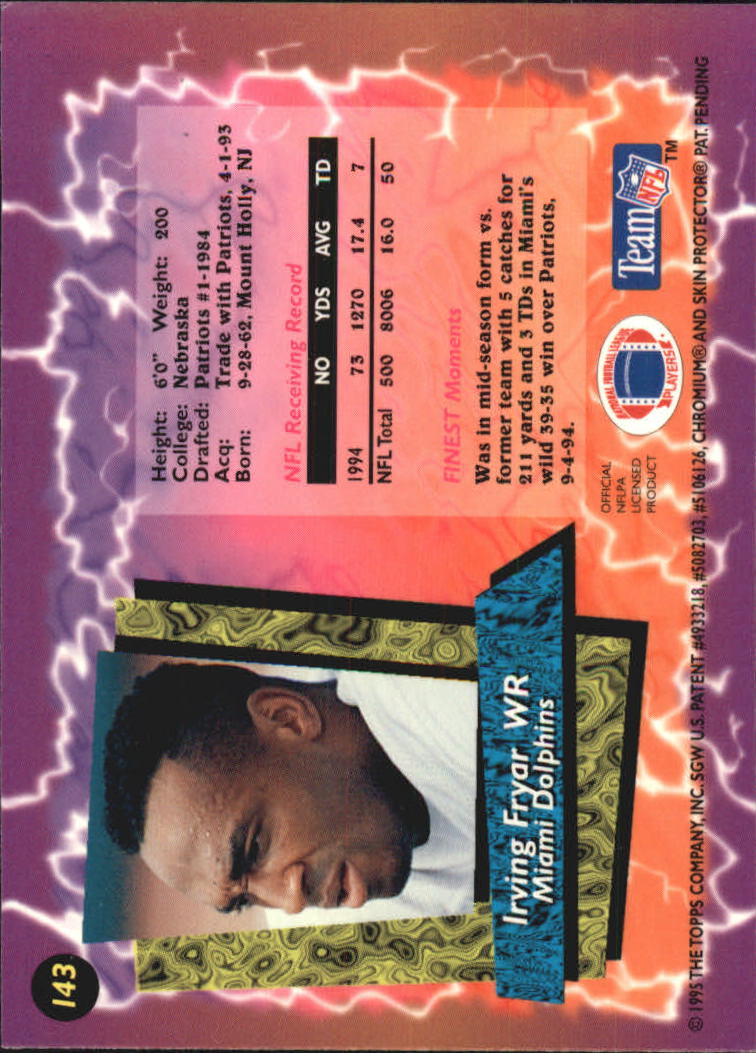 143
Irving Fryar WR
Miami Dolphins
Height: 6'0" Weight: 200
College: Nebraska
Drafted: Patriots #1-1984
Acq: Trade with Patriots, 4-1-93
Born: 9-28-62, Mount Holly, NJ
NFL Receiving Record
NO YDS AVG TD
1994 73 1270 17.4 7
NFL Total 500 8006 16.0 50
FINEST Moments
Was in mid-season form vs.
former team with 5 catches for
211 yards and 3 TDs in Miami's
wild 39-35 win over Patriots,
9-4-94.
OFFICIAL
NFLPA
LICENSED
PRODUCT
NATIONAL FOOTBALL LEAGUE
PLAYERS
Team NFL TM
© 1995 THE TOPPS COMPANY, INC. SGW U.S. PATENT #4933218, #5082703, #5106126, CHROMIUM® AND SKIN PROTECTOR® PAT. PENDING